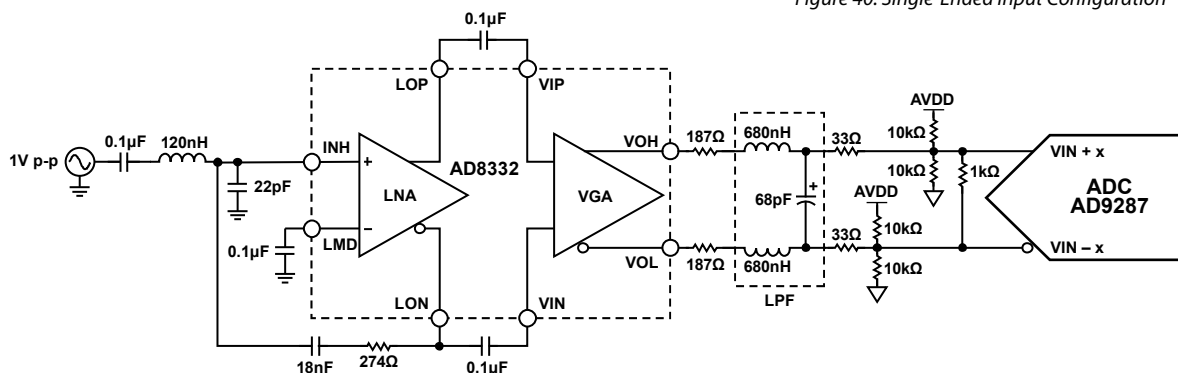 Figure 40. Single-Ended Input Configuration
0.1µF
LOP
VIP
AVDD
1V p-p
0.1µF
120nH
INH
+
AD8332
VOH
187Ω
680nH
33Ω
10kΩ
10kΩ
1kΩ
VIN + x
22pF
LNA
VGA
68pF
+
AVDD
ADC
AD9287
LMD
–
0.1µF
VOL
187Ω
680nH
33Ω
10kΩ
10kΩ
VIN – x
LPF
LON
VIN
18nF
274Ω
0.1µF